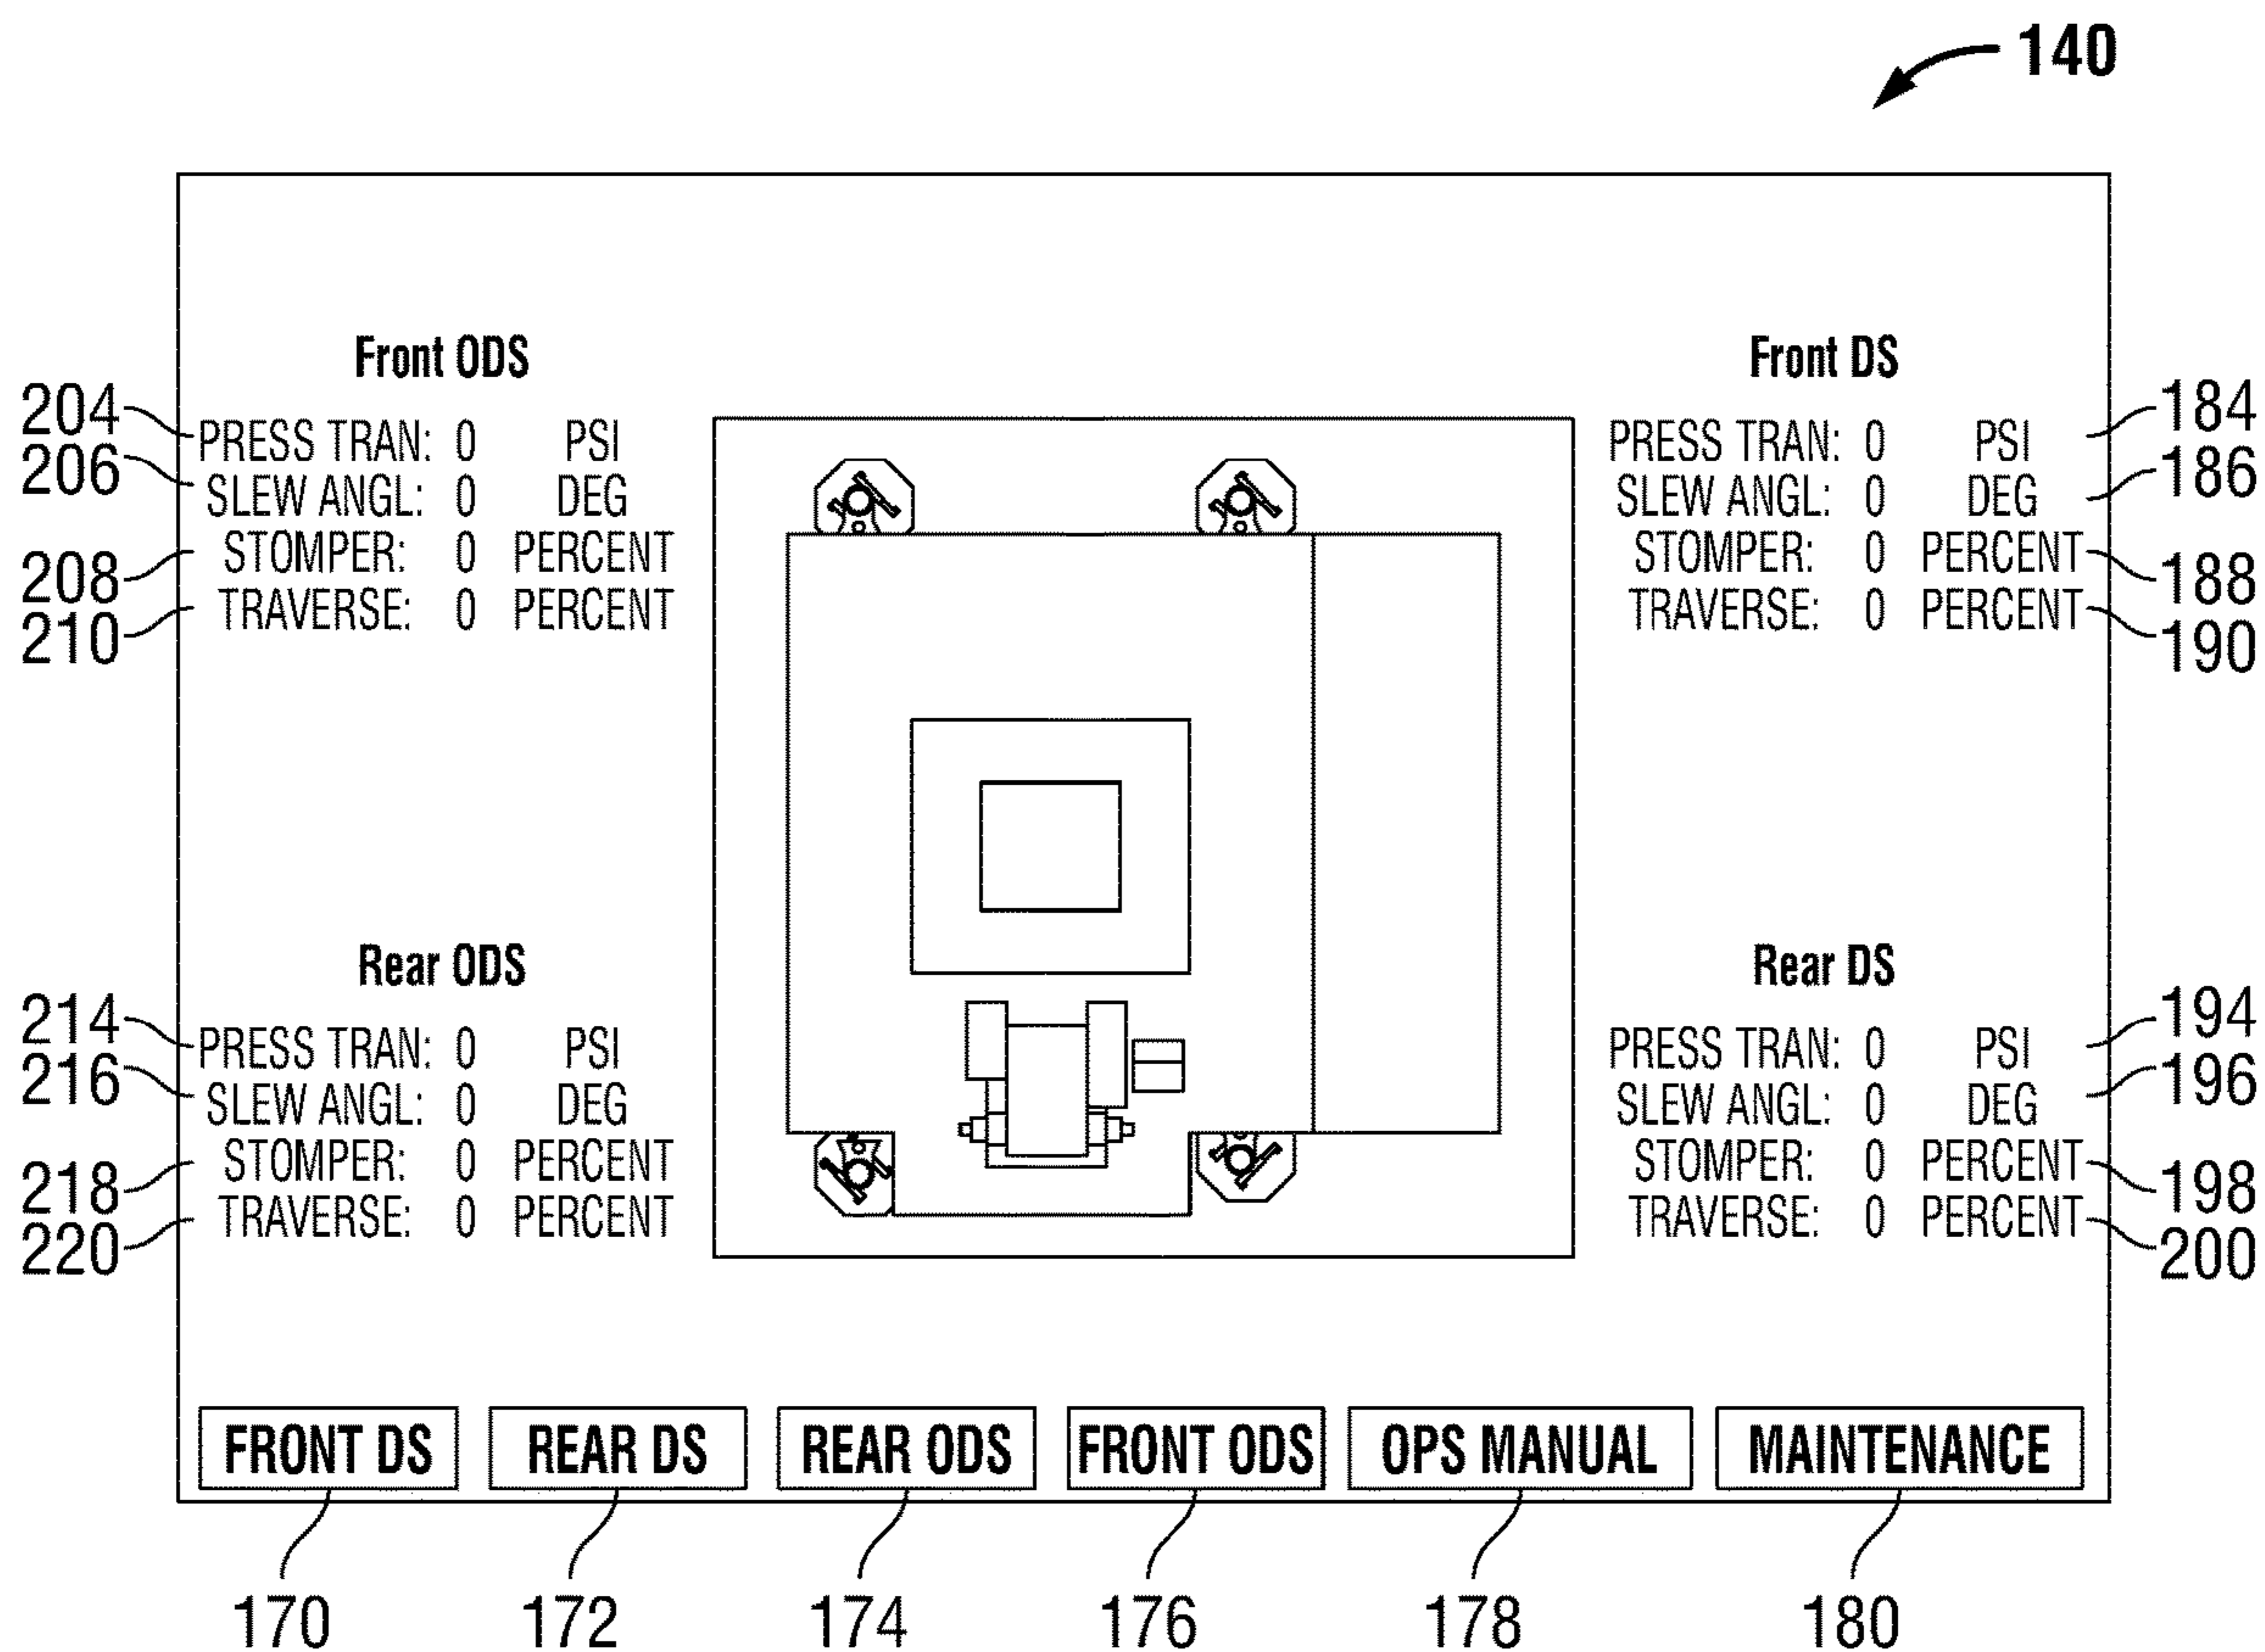 140
Front ODS
204 PRESS TRAN: 0 PSI
206 SLEW ANGL: 0 DEG
208 STOMPER: 0 PERCENT
210 TRAVERSE: 0 PERCENT
Front DS
PRESS TRAN: 0 PSI 184
SLEW ANGL: 0 DEG 186
STOMPER: 0 PERCENT 188
TRAVERSE: 0 PERCENT 190
Rear ODS
214 PRESS TRAN: 0 PSI
216 SLEW ANGL: 0 DEG
218 STOMPER: 0 PERCENT
220 TRAVERSE: 0 PERCENT
Rear DS
PRESS TRAN: 0 PSI 194
SLEW ANGL: 0 DEG 196
STOMPER: 0 PERCENT 198
TRAVERSE: 0 PERCENT 200
FRONT DS REAR DS REAR ODS FRONT ODS OPS MANUAL MAINTENANCE
170 172 174 176 178 180